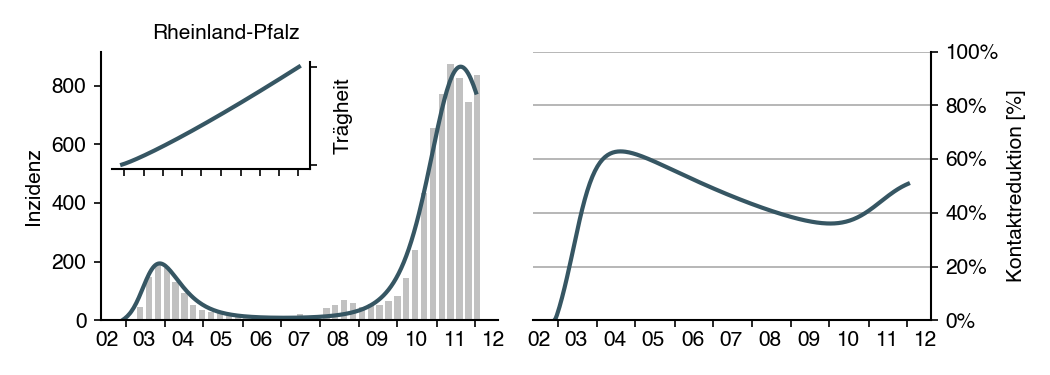 Rheinland-Pfalz
Trägheit
Inzidenz
800
600
400
200
0
02 03 04 05 06 07 08 09 10 11 12
100%
80%
60%
40%
20%
0%
Kontaktreduktion [%]
02 03 04 05 06 07 08 09 10 11 12